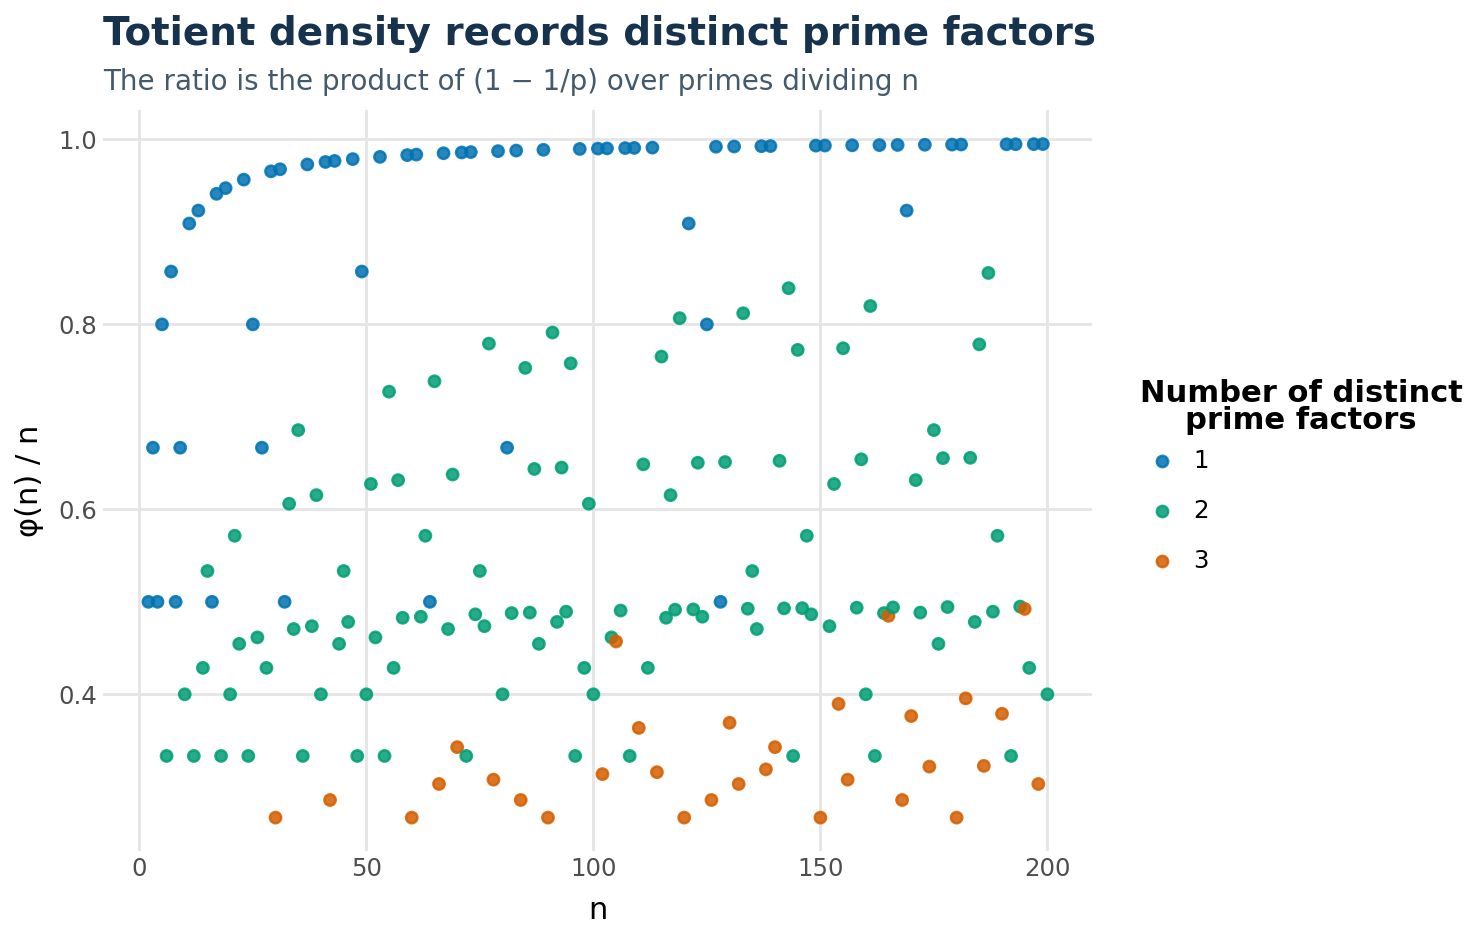 Totient density records distinct prime factors
The ratio is the product of (1 − 1/p) over primes dividing n
1.0
0.8
0.6
0.4
φ(n) / n
0
50
100
150
200
n
Number of distinct
prime factors
1
2
3